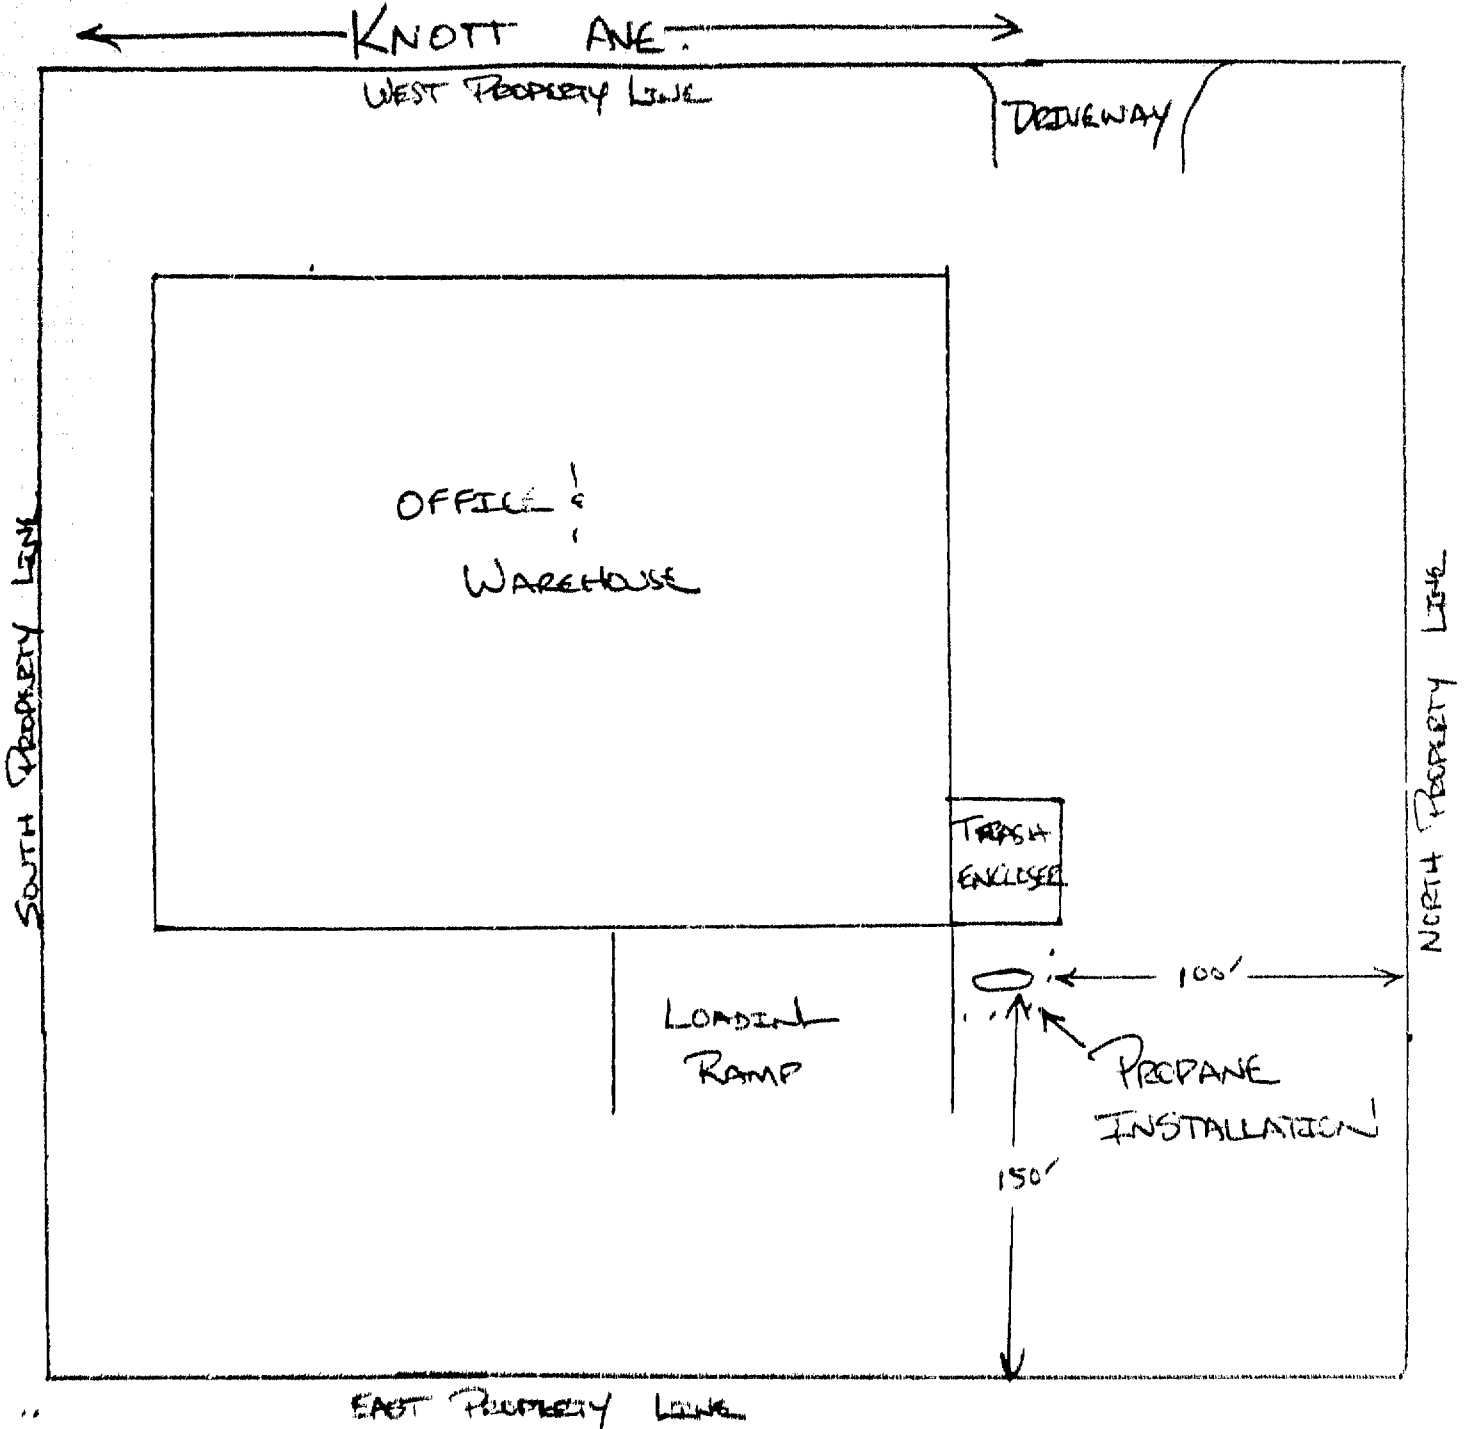 KNOTT AVE.
WEST PROPERTY LINE
DRIVEWAY
OFFICE &
WAREHOUSE
SOUTH PROPERTY LINE
NORTH PROPERTY LINE
TRASH
ENCLOSER
100'
LOADING
RAMP
PROPANE
INSTALLATION
150'
EAST PROPERTY LINE